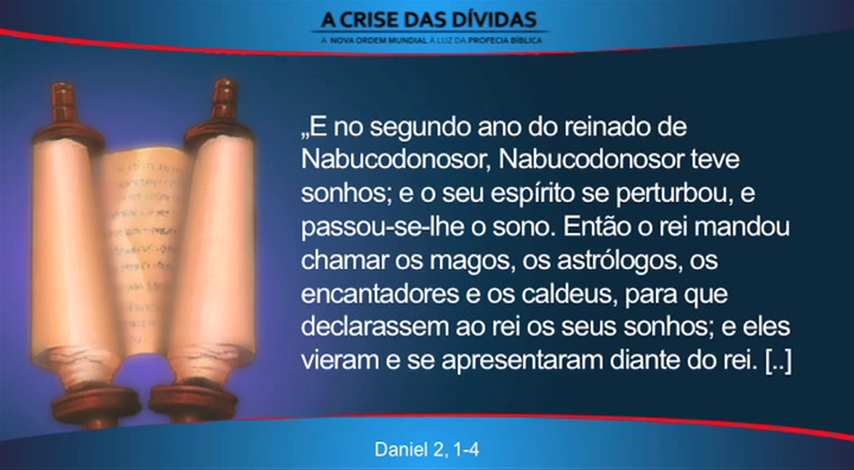 A CRISE DAS DÍVIDAS
A NOVA ORDEM MUNDIAL À LUZ DA PROFECIA BÍBLICA
„E no segundo ano do reinado de
Nabucodonosor, Nabucodonosor teve
sonhos; e o seu espírito se perturbou, e
passou-se-lhe o sono. Então o rei mandou
chamar os magos, os astrólogos, os
encantadores e os caldeus, para que
declarassem ao rei os seus sonhos; e eles
vieram e se apresentaram diante do rei. [..]
Daniel 2, 1-4